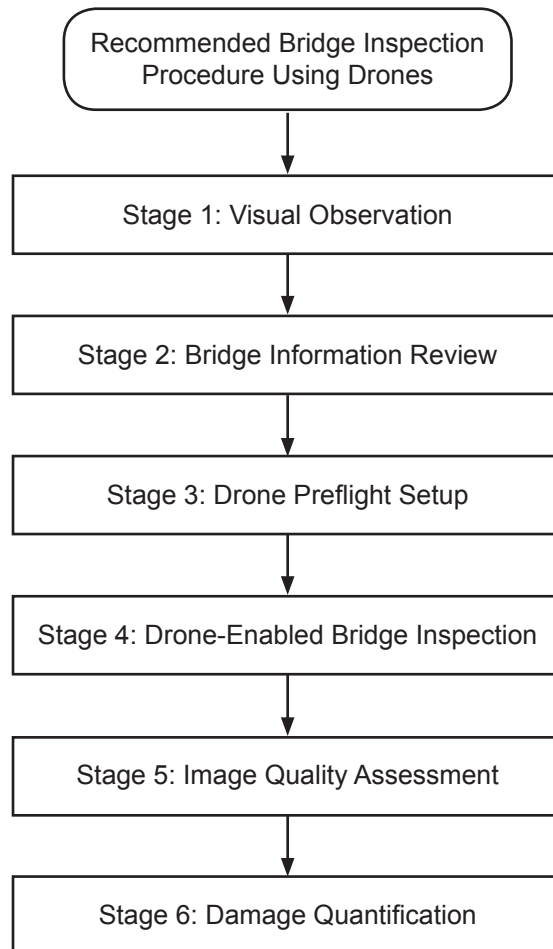 Recommended Bridge Inspection
Procedure Using Drones
Stage 1: Visual Observation
Stage 2: Bridge Information Review
Stage 3: Drone Preflight Setup
Stage 4: Drone-Enabled Bridge Inspection
Stage 5: Image Quality Assessment
Stage 6: Damage Quantification